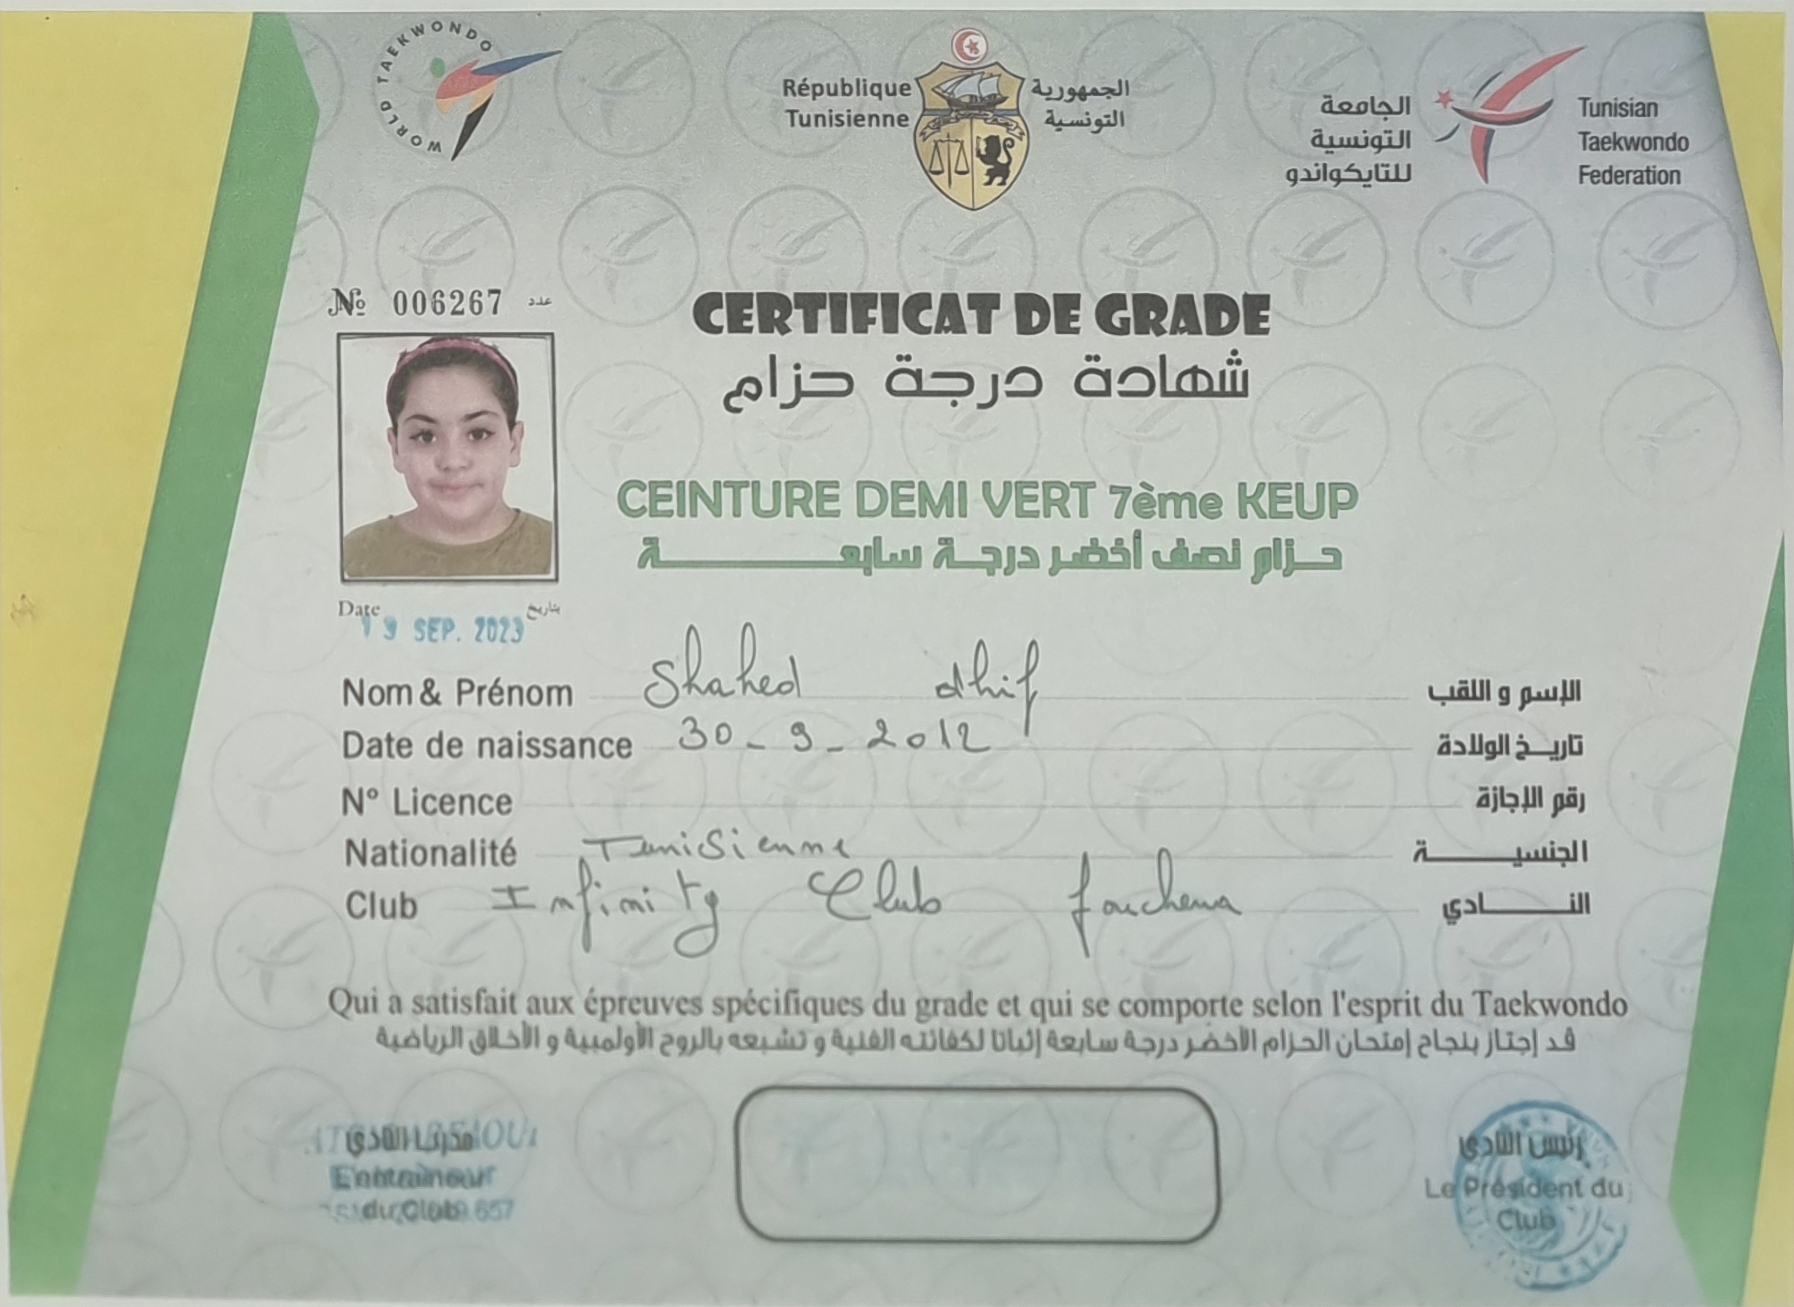 WORLD TAEKWONDO
République
Tunisienne
الجمهورية
التونسية
الجامعة
التونسية
للتايكواندو
Tunisian
Taekwondo
Federation
№ 006267 عدد
CERTIFICAT DE GRADE
شهادة درجة حزام
CEINTURE DEMI VERT 7ème KEUP
حزام نصف أخضر درجة سابعة
Date بتاريخ
19 SEP. 2023
Nom & Prénom Shahed dhif الإسم و اللقب
Date de naissance 30-9-2012 تاريخ الولادة
N° Licence رقم الإجازة
Nationalité Tunisienne الجنسية
Club Infinity Club fouchena النادي
Qui a satisfait aux épreuves spécifiques du grade et qui se comporte selon l'esprit du Taekwondo
قد إجتاز بنجاح إمتحان الحزام الأخضر درجة سابعة إثباتا لكفائته الفنية و تشبعه بالروح الأولمبية و الأخلاق الرياضية
مدرب النادي
Entraîneur
du Club
رئيس النادي
Le Président du
Club